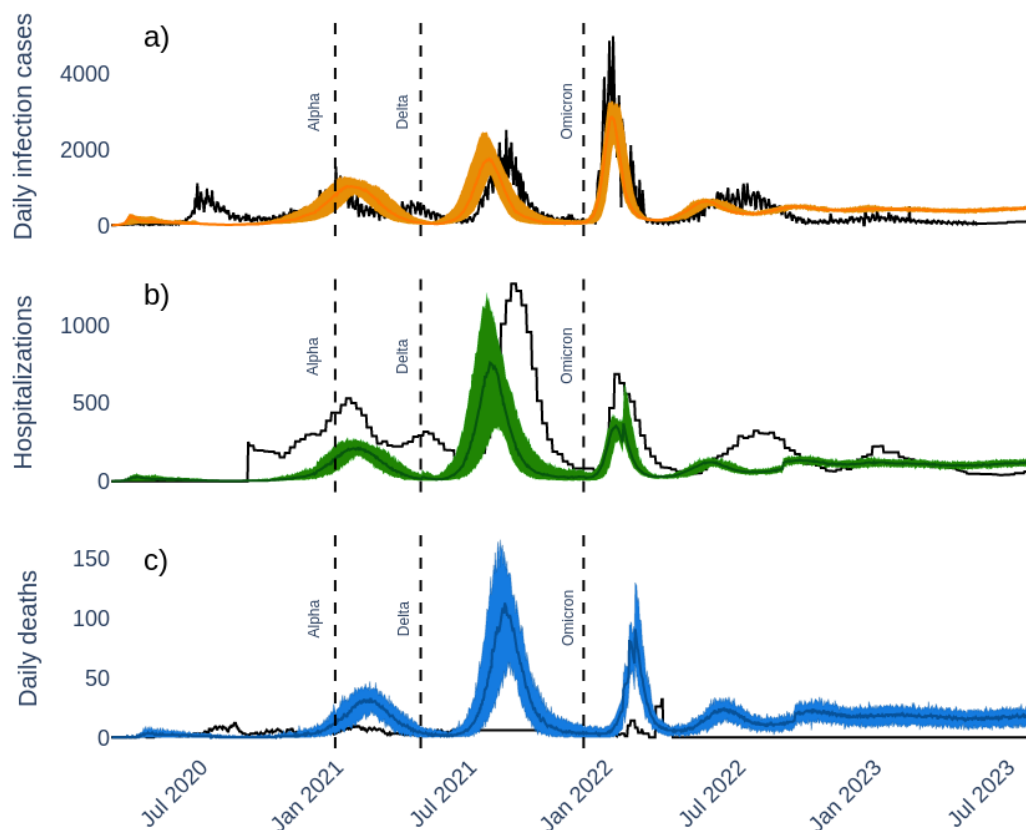 a)
Daily infection cases
4000
2000
0
Alpha
Delta
Omicron
b)
Hospitalizations
1000
500
0
Alpha
Delta
Omicron
c)
Daily deaths
150
100
50
0
Alpha
Delta
Omicron
Jul 2020
Jan 2021
Jul 2021
Jan 2022
Jul 2022
Jan 2023
Jul 2023